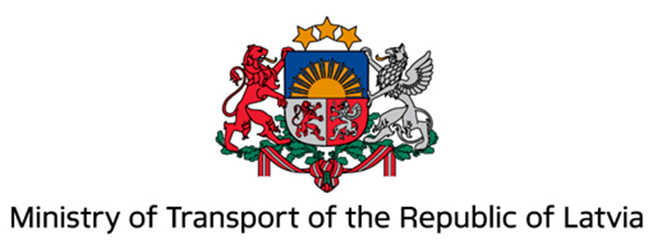 Ministry of Transport of the Republic of Latvia